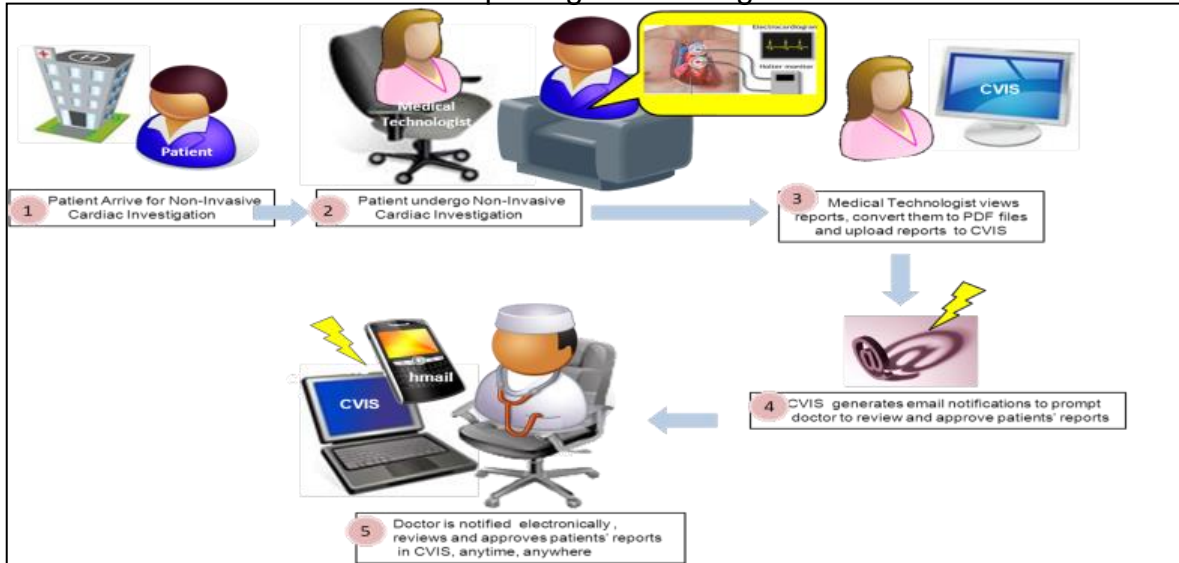 Patient
Medical
Technologist
Electrocardiogram
Holter monitor
CVIS
1
Patient Arrive for Non-Invasive
Cardiac Investigation
2
Patient undergo Non-Invasive
Cardiac Investigation
3
Medical Technologist views
reports, convert them to PDF files
and upload reports to CVIS
4
CVIS generates email notifications to prompt
doctor to review and approve patients' reports
hmail
CVIS
5
Doctor is notified electronically,
reviews and approves patients' reports
in CVIS, anytime, anywhere